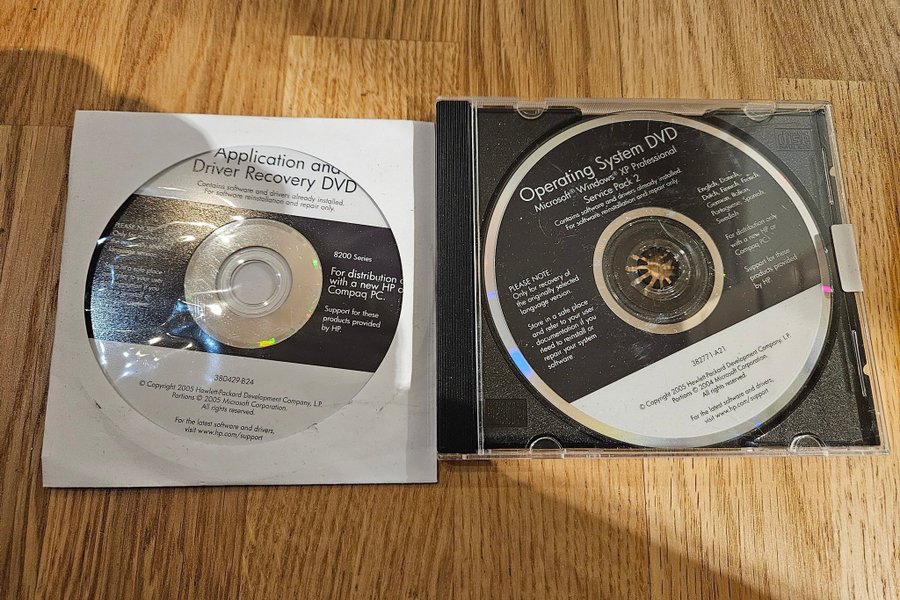 Application and
Driver Recovery DVD
Contains software and drivers already installed.
For software reinstallation and repair only.
PLEASE NOTE
8200 Series
For distribution
with a new HP or
Compaq PC.
Support for these
products provided
by HP.
380429-B24
© Copyright 2005 Hewlett-Packard Development Company, L.P.
Portions © 2005 Microsoft Corporation.
All rights reserved.
For the latest software and drivers,
visit www.hp.com/support
Operating System DVD
Microsoft® Windows® XP Professional
Service Pack 2
Contains software and drivers already installed.
For software reinstallation and repair only.
English, Danish,
Dutch, Finnish, French,
German, Italian,
Portuguese, Spanish,
Swedish
For distribution only
with a new HP or
Compaq PC.
Support for these
products provided
by HP.
PLEASE NOTE
Only for recovery of
the originally selected
language version.
Store in a safe place
and refer to your user
documentation if you
need to reinstall or
repair your system
software.
382771-A21
© Copyright 2005 Hewlett-Packard Development Company, L.P.
Portions © 2004 Microsoft Corporation.
All rights reserved.
For the latest software and drivers,
visit www.hp.com/support